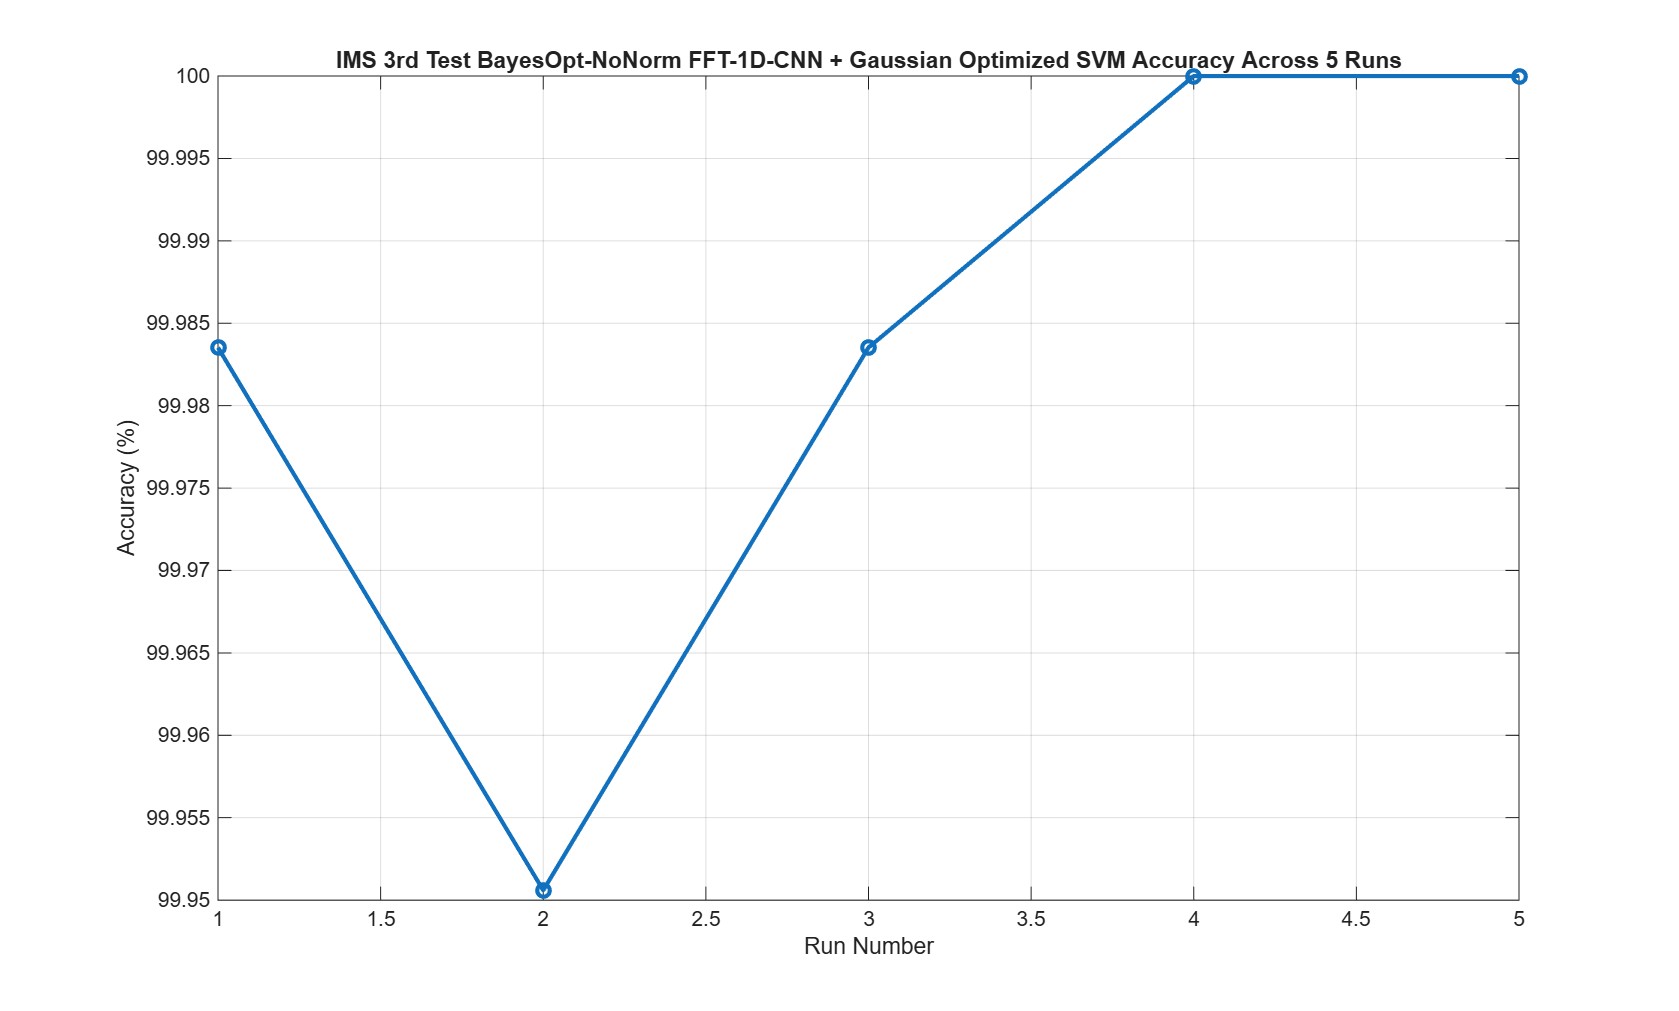 IMS 3rd Test BayesOpt-NoNorm FFT-1D-CNN + Gaussian Optimized SVM Accuracy Across 5 Runs
100
99.995
99.99
99.985
99.98
99.975
99.97
99.965
99.96
99.955
99.95
Accuracy (%)
1 1.5 2 2.5 3 3.5 4 4.5 5
Run Number